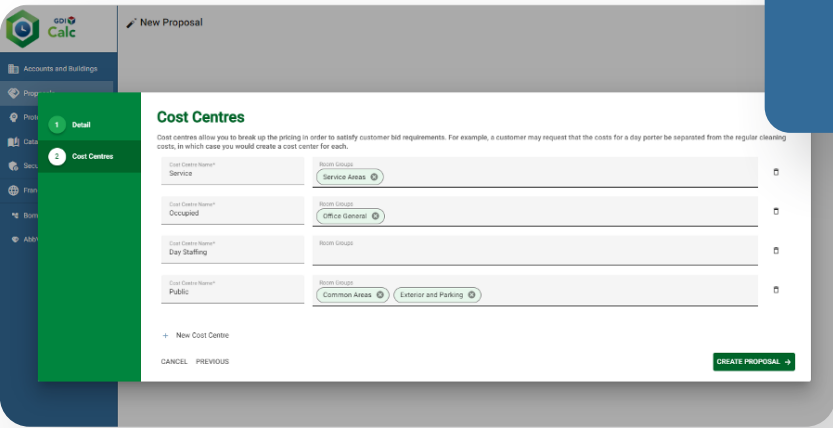 GDI
Calc
New Proposal
Accounts and Buildings
1 Detail
2 Cost Centres
Cost Centres
Cost centres allow you to break up the pricing in order to satisfy customer bid requirements. For example, a customer may request that the costs for a day porter be separated from the regular cleaning
costs, in which case you would create a cost center for each.
Cost Centre Name*
Service
Room Groups
Service Areas
Cost Centre Name*
Occupied
Room Groups
Office General
Cost Centre Name*
Day Staffing
Room Groups
Cost Centre Name*
Public
Room Groups
Common Areas Exterior and Parking
+ New Cost Centre
CANCEL PREVIOUS
CREATE PROPOSAL →